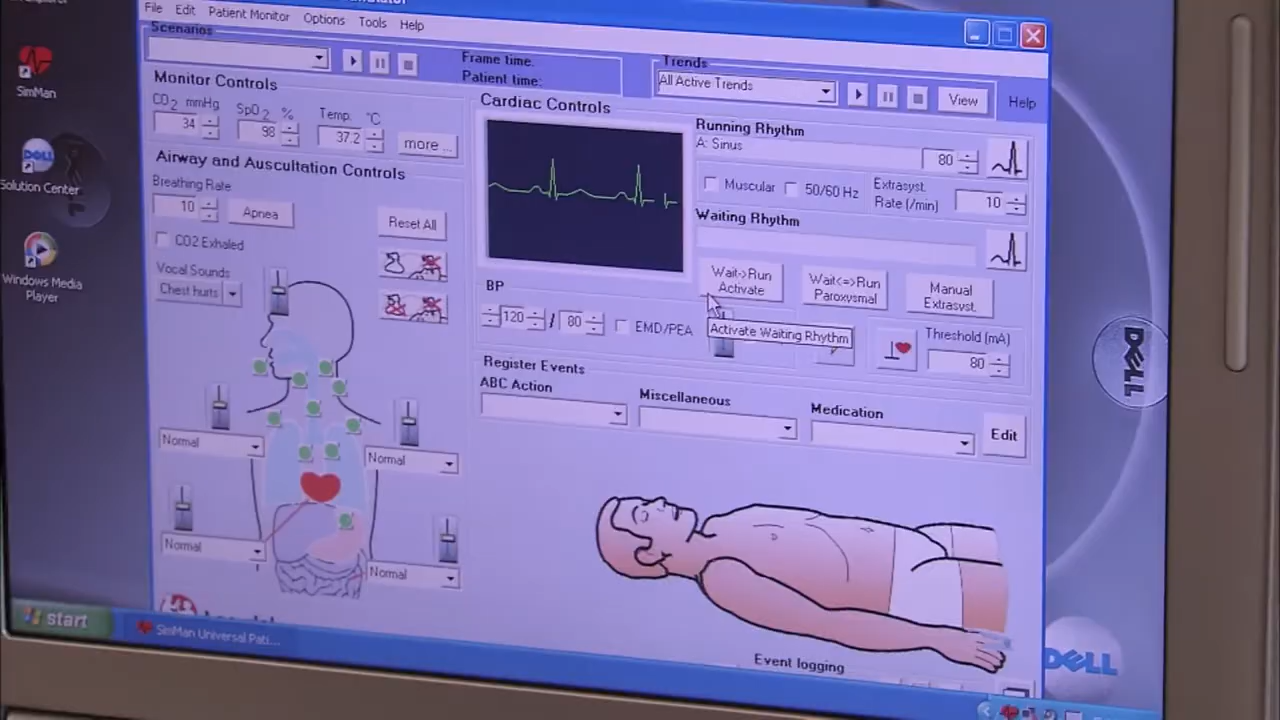 File Edit Patient Monitor Options Tools Help
Scenarios
Frame time:
Patient time:
Trends
All Active Trends
View
Help
SimMan
Solution Center
Windows Media
Player
Monitor Controls
CO2 mmHg SpO2 % Temp. °C
34 98 37.2 more ...
Airway and Auscultation Controls
Breathing Rate
10 Apnea Reset All
CO2 Exhaled
Vocal Sounds
Chest hurts
Normal
Normal
Normal
Normal
Cardiac Controls
Running Rhythm
A: Sinus 80
Muscular 50/60 Hz Extrasyst.
Rate (/min) 10
Waiting Rhythm
Wait->Run
Activate
Wait<=>Run
Paroxysmal
Manual
Extrasyst.
BP
120 / 80 EMD/PEA
Activate Waiting Rhythm
Threshold (mA)
80
Register Events
ABC Action Miscellaneous Medication
Edit
Event logging
start
SimMan Universal Pati...
DELL
DELL
DELL